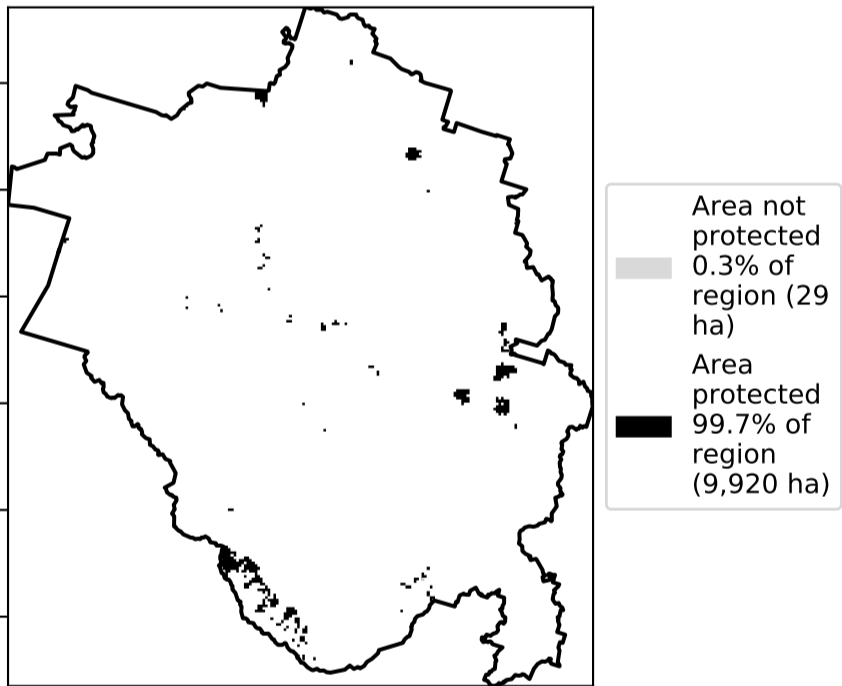 Area not
protected
0.3% of
region (29
ha)
Area
protected
99.7% of
region
(9,920 ha)